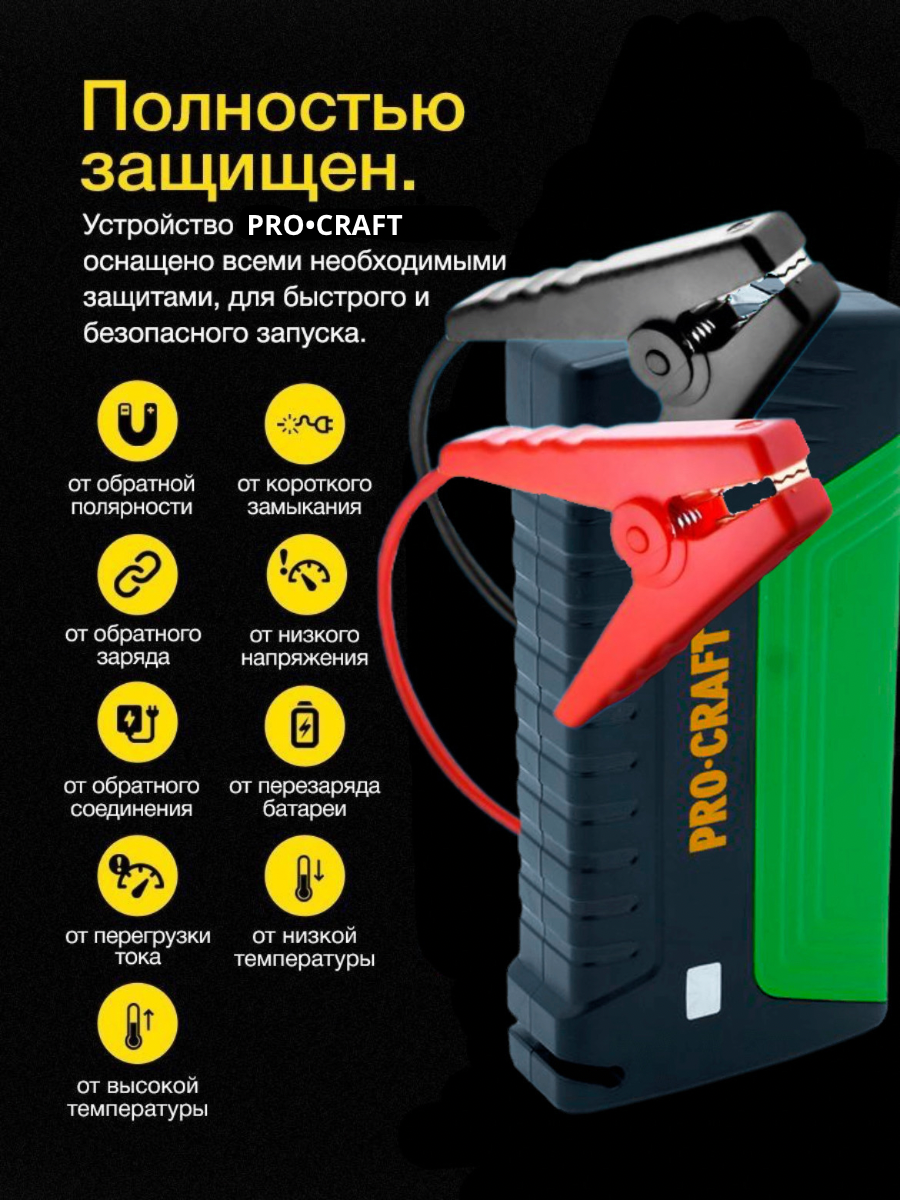 Полностью
защищен.
Устройство PRO•CRAFT
оснащено всеми необходимыми
защитами, для быстрого и
безопасного запуска.
от обратной
полярности
от короткого
замыкания
от обратного
заряда
от низкого
напряжения
от обратного
соединения
от перезаряда
батареи
от перегрузки
тока
от низкой
температуры
от высокой
температуры
PRO•CRAFT